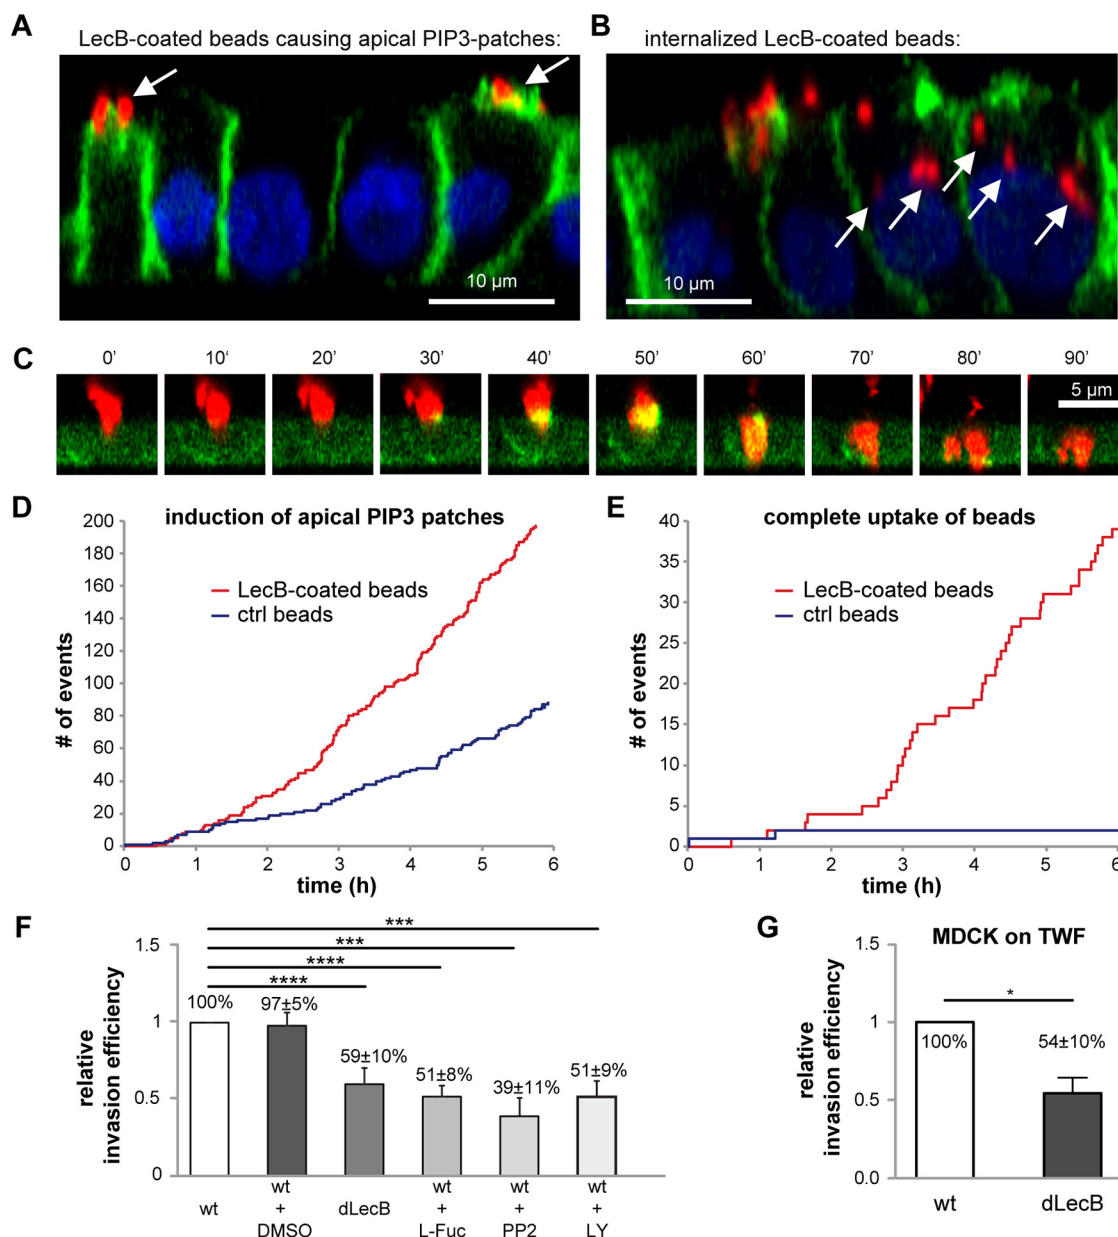 A
LecB-coated beads causing apical PIP3-patches:
10 µm
B
internalized LecB-coated beads:
10 µm
C
0' 10‘ 20' 30' 40' 50' 60' 70' 80' 90'
5 µm
D
induction of apical PIP3 patches
# of events
200
180
160
140
120
100
80
60
40
20
0
LecB-coated beads
ctrl beads
0 1 2 3 4 5 6
time (h)
E
complete uptake of beads
# of events
40
35
30
25
20
15
10
5
0
LecB-coated beads
ctrl beads
0 1 2 3 4 5 6
time (h)
F
relative
invasion efficiency
1.5
1
0.5
0
***
***
****
****
100% 97±5% 59±10% 51±8% 39±11% 51±9%
wt
wt
+
DMSO
dLecB
wt
+
L-Fuc
wt
+
PP2
wt
+
LY
G
MDCK on TWF
relative
invasion efficiency
1.5
1
0.5
0.0
*
100% 54±10%
wt dLecB